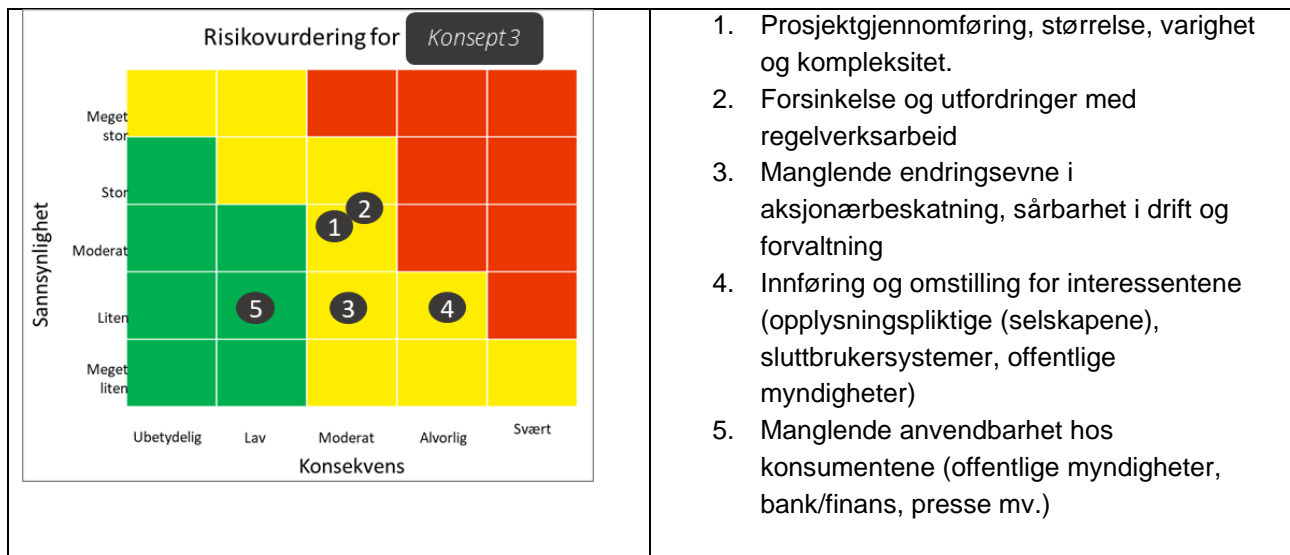 Risikovurdering for Konsept 3
Meget
stor
Stor
Moderat
Liten
Meget
liten
Sannsynlighet
1
2
3
4
5
Ubetydelig Lav Moderat Alvorlig Svært
Konsekvens
1. Prosjektgjennomføring, størrelse, varighet
og kompleksitet.
2. Forsinkelse og utfordringer med
regelverksarbeid
3. Manglende endringsevne i
aksjonærbeskatning, sårbarhet i drift og
forvaltning
4. Innføring og omstilling for interessentene
(opplysningspliktige (selskapene),
sluttbrukersystemer, offentlige
myndigheter)
5. Manglende anvendbarhet hos
konsumentene (offentlige myndigheter,
bank/finans, presse mv.)